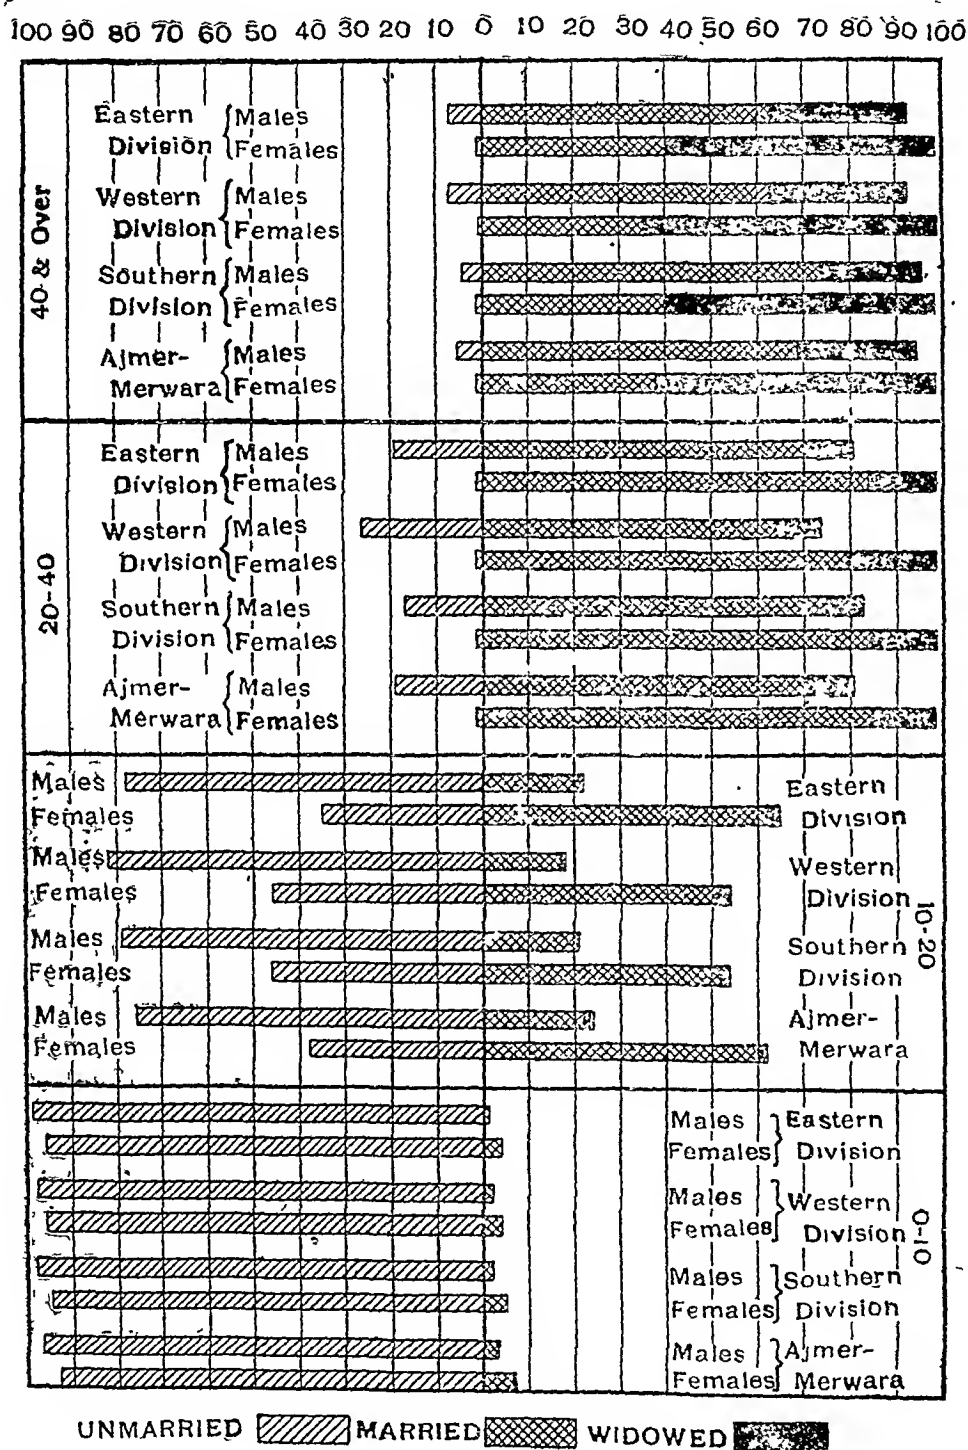 100 90 80 70 60 50 40 30 20 10 0 10 20 30 40 50 60 70 80 90 100
40 & Over
Eastern Division { Males
Females
Western Division { Males
Females
Southern Division { Males
Females
Ajmer-Merwara { Males
Females
20-40
Eastern Division { Males
Females
Western Division { Males
Females
Southern Division { Males
Females
Ajmer-Merwara { Males
Females
10-20
Males Eastern
Females Division
Males Western
Females Division
Males Southern
Females Division
Males Ajmer-
Females Merwara
0-10
Males } Eastern
Females Division
Males } Western
Females Division
Males } Southern
Females Division
Males } Ajmer-
Females Merwara
UNMARRIED MARRIED WIDOWED